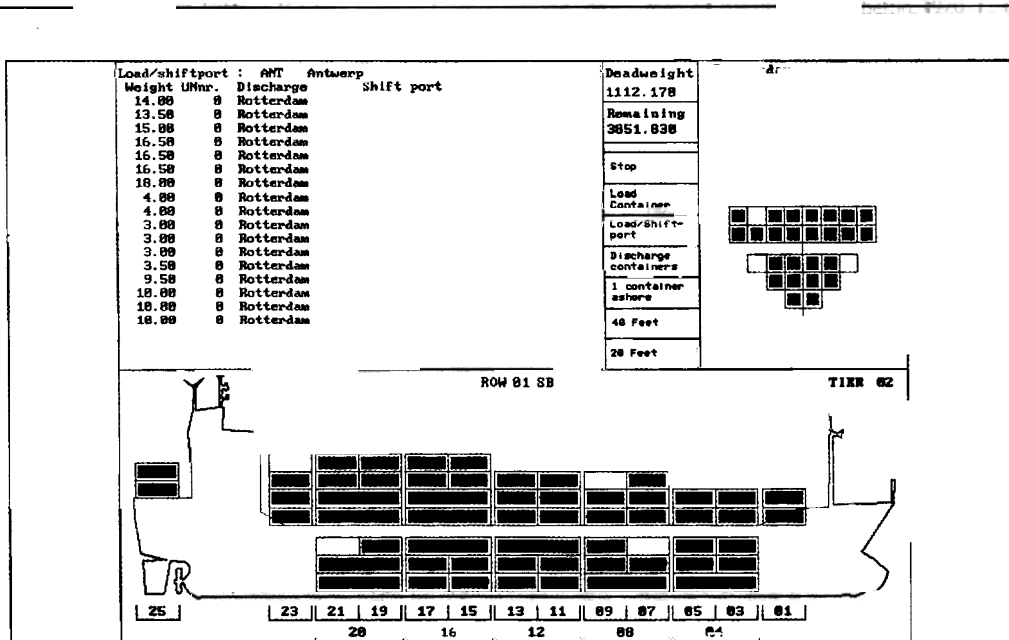 Load/shiftport : ANT Antwerp
Weight UNnr. Discharge Shift port
14.00 0 Rotterdam
13.50 0 Rotterdam
15.00 0 Rotterdam
16.50 0 Rotterdam
16.50 0 Rotterdam
16.50 0 Rotterdam
18.00 0 Rotterdam
4.00 0 Rotterdam
4.00 0 Rotterdam
3.00 0 Rotterdam
3.00 0 Rotterdam
3.00 0 Rotterdam
3.50 0 Rotterdam
9.50 0 Rotterdam
10.00 0 Rotterdam
10.00 0 Rotterdam
10.00 0 Rotterdam
Deadweight
1112.170
Remaining
3851.830
Stop
Load
Container
Load/Shift-
port
Discharge
containers
1 container
ashore
40 Feet
20 Feet
ROW 01 SB
TIER 02
25 23 21 19 17 15 13 11 09 07 05 03 01
20 16 12 08 04